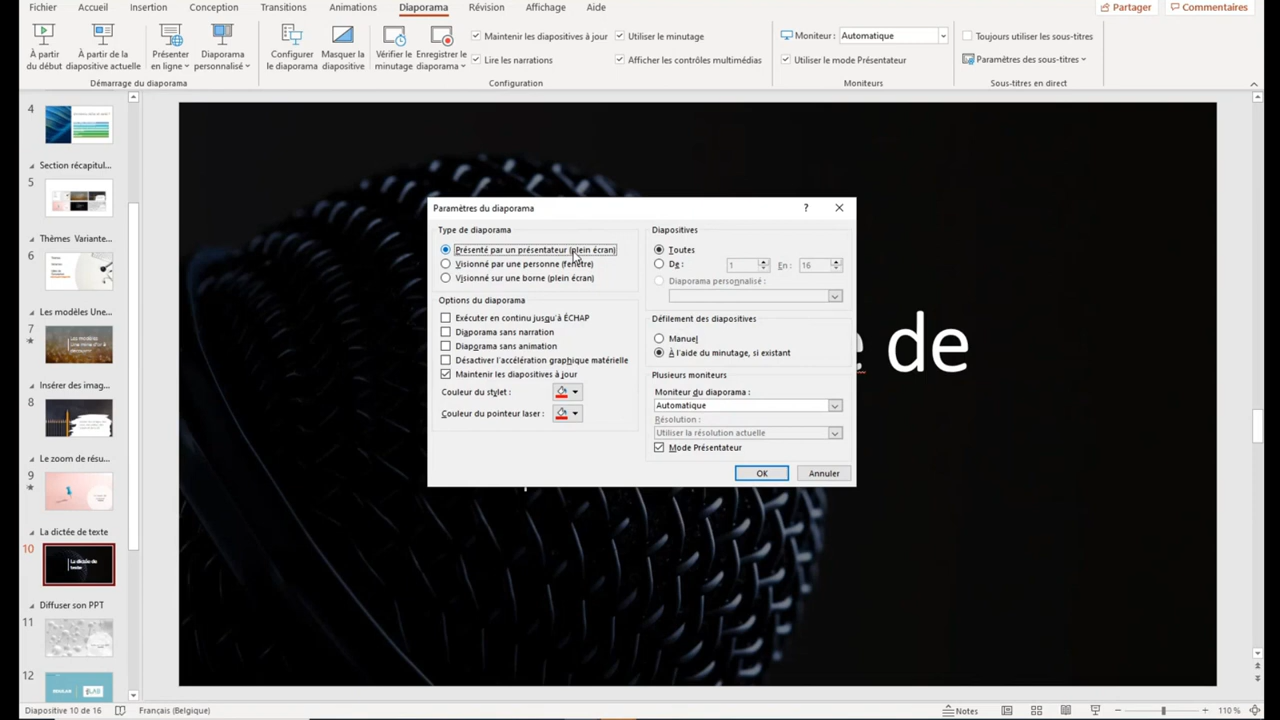 Fichier Accueil Insertion Conception Transitions Animations Diaporama Révision Affichage Aide Partager Commentaires
À partir du début
À partir de la diapositive actuelle
Présenter en ligne
Diaporama personnalisé
Configurer le diaporama
Masquer la diapositive
Vérifier le minutage
Enregistrer le diaporama
Maintenir les diapositives à jour
Lire les narrations
Utiliser le minutage
Afficher les contrôles multimédias
Moniteur : Automatique
Utiliser le mode Présentateur
Toujours utiliser les sous-titres
Paramètres des sous-titres
Démarrage du diaporama Configuration Moniteurs Sous-titres en direct
4
Section récapitul...
5
Thèmes Variante...
6
Les modèles Une...
7
Les modèles
Insérer des imag...
8
Le zoom de résu...
9
La dictée de texte
10
La dictée de
texte
Diffuser son PPT
11
12
de
Paramètres du diaporama ?
Type de diaporama
Présenté par un présentateur (plein écran)
Visionné par une personne (fenêtre)
Visionné sur une borne (plein écran)
Options du diaporama
Exécuter en continu jusqu'à ÉCHAP
Diaporama sans narration
Diaporama sans animation
Désactiver l'accélération graphique matérielle
Maintenir les diapositives à jour
Couleur du stylet :
Couleur du pointeur laser :
Diapositives
Toutes
De : 1 En : 16
Diaporama personnalisé :
Défilement des diapositives
Manuel
À l'aide du minutage, si existant
Plusieurs moniteurs
Moniteur du diaporama :
Automatique
Résolution :
Utiliser la résolution actuelle
Mode Présentateur
OK Annuler
Diapositive 10 de 16 Français (Belgique) Notes 110 %